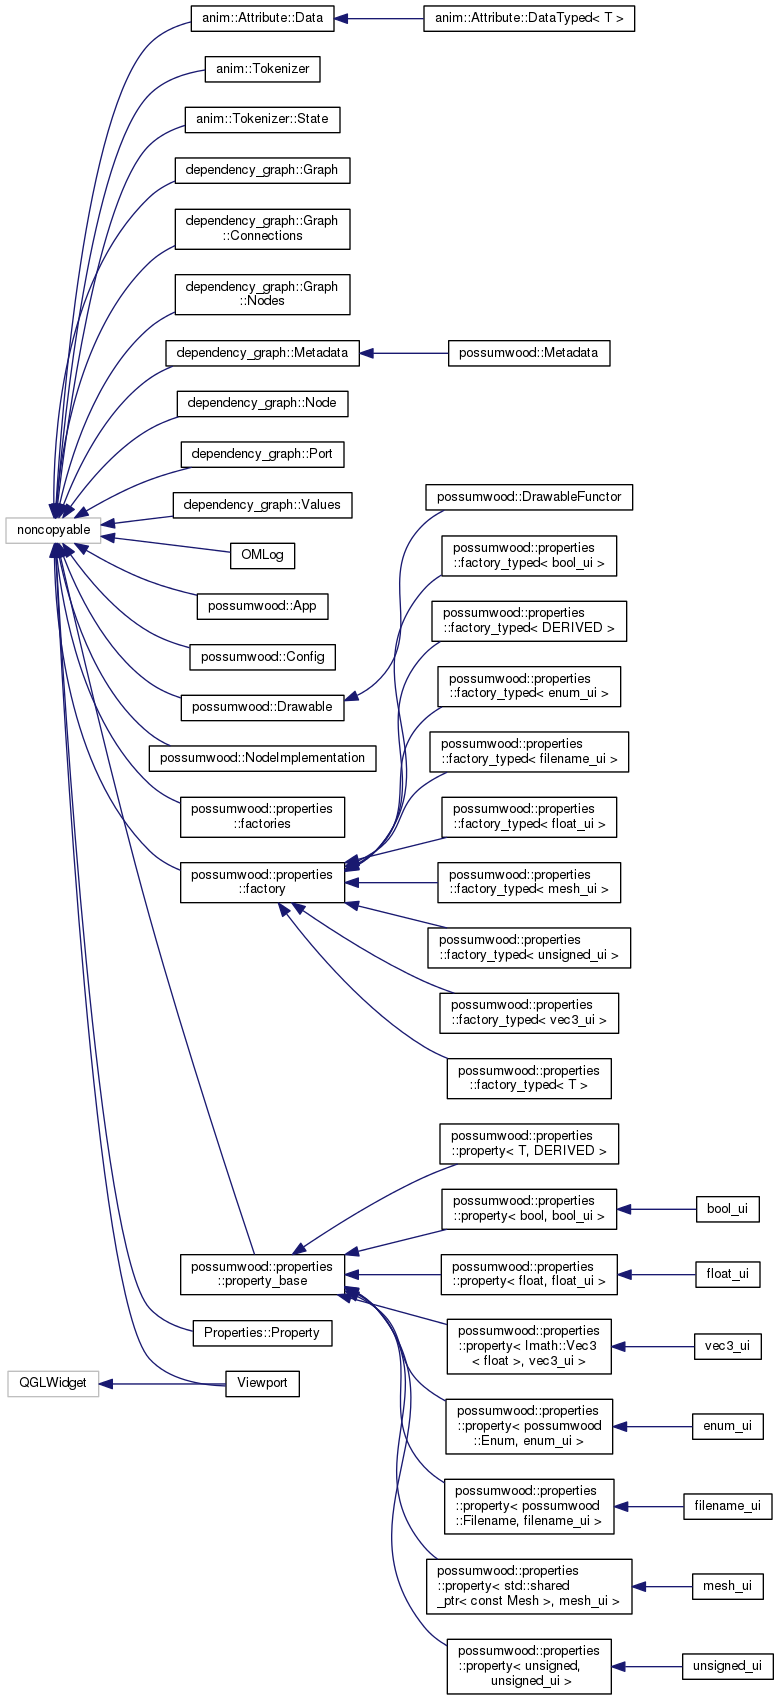 anim::Attribute::Data
anim::Attribute::DataTyped< T >
anim::Tokenizer
anim::Tokenizer::State
dependency_graph::Graph
dependency_graph::Graph
::Connections
dependency_graph::Graph
::Nodes
dependency_graph::Metadata
possumwood::Metadata
dependency_graph::Node
dependency_graph::Port
dependency_graph::Values
noncopyable
OMLog
possumwood::App
possumwood::Config
possumwood::Drawable
possumwood::NodeImplementation
possumwood::properties
::factories
possumwood::properties
::factory
possumwood::DrawableFunctor
possumwood::properties
::factory_typed< bool_ui >
possumwood::properties
::factory_typed< DERIVED >
possumwood::properties
::factory_typed< enum_ui >
possumwood::properties
::factory_typed< filename_ui >
possumwood::properties
::factory_typed< float_ui >
possumwood::properties
::factory_typed< mesh_ui >
possumwood::properties
::factory_typed< unsigned_ui >
possumwood::properties
::factory_typed< vec3_ui >
possumwood::properties
::factory_typed< T >
possumwood::properties
::property_base
Properties::Property
QGLWidget
Viewport
possumwood::properties
::property< T, DERIVED >
possumwood::properties
::property< bool, bool_ui >
bool_ui
possumwood::properties
::property< float, float_ui >
float_ui
possumwood::properties
::property< Imath::Vec3
< float >, vec3_ui >
vec3_ui
possumwood::properties
::property< possumwood
::Enum, enum_ui >
enum_ui
possumwood::properties
::property< possumwood
::Filename, filename_ui >
filename_ui
possumwood::properties
::property< std::shared
_ptr< const Mesh >, mesh_ui >
mesh_ui
possumwood::properties
::property< unsigned,
unsigned_ui >
unsigned_ui